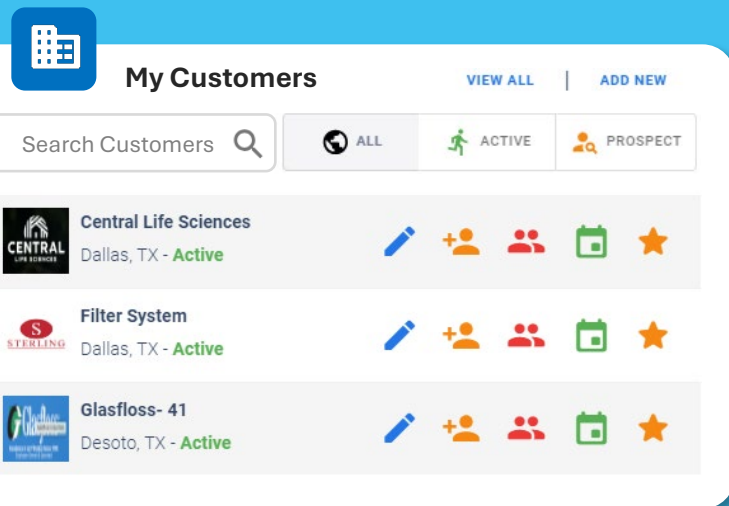 My Customers
VIEW ALL | ADD NEW
Search Customers
ALL
ACTIVE
PROSPECT
CENTRAL
LIFE SCIENCES
Central Life Sciences
Dallas, TX - Active
S
STERLING
Filter System
Dallas, TX - Active
Glasfloss
Glasfloss- 41
Desoto, TX - Active